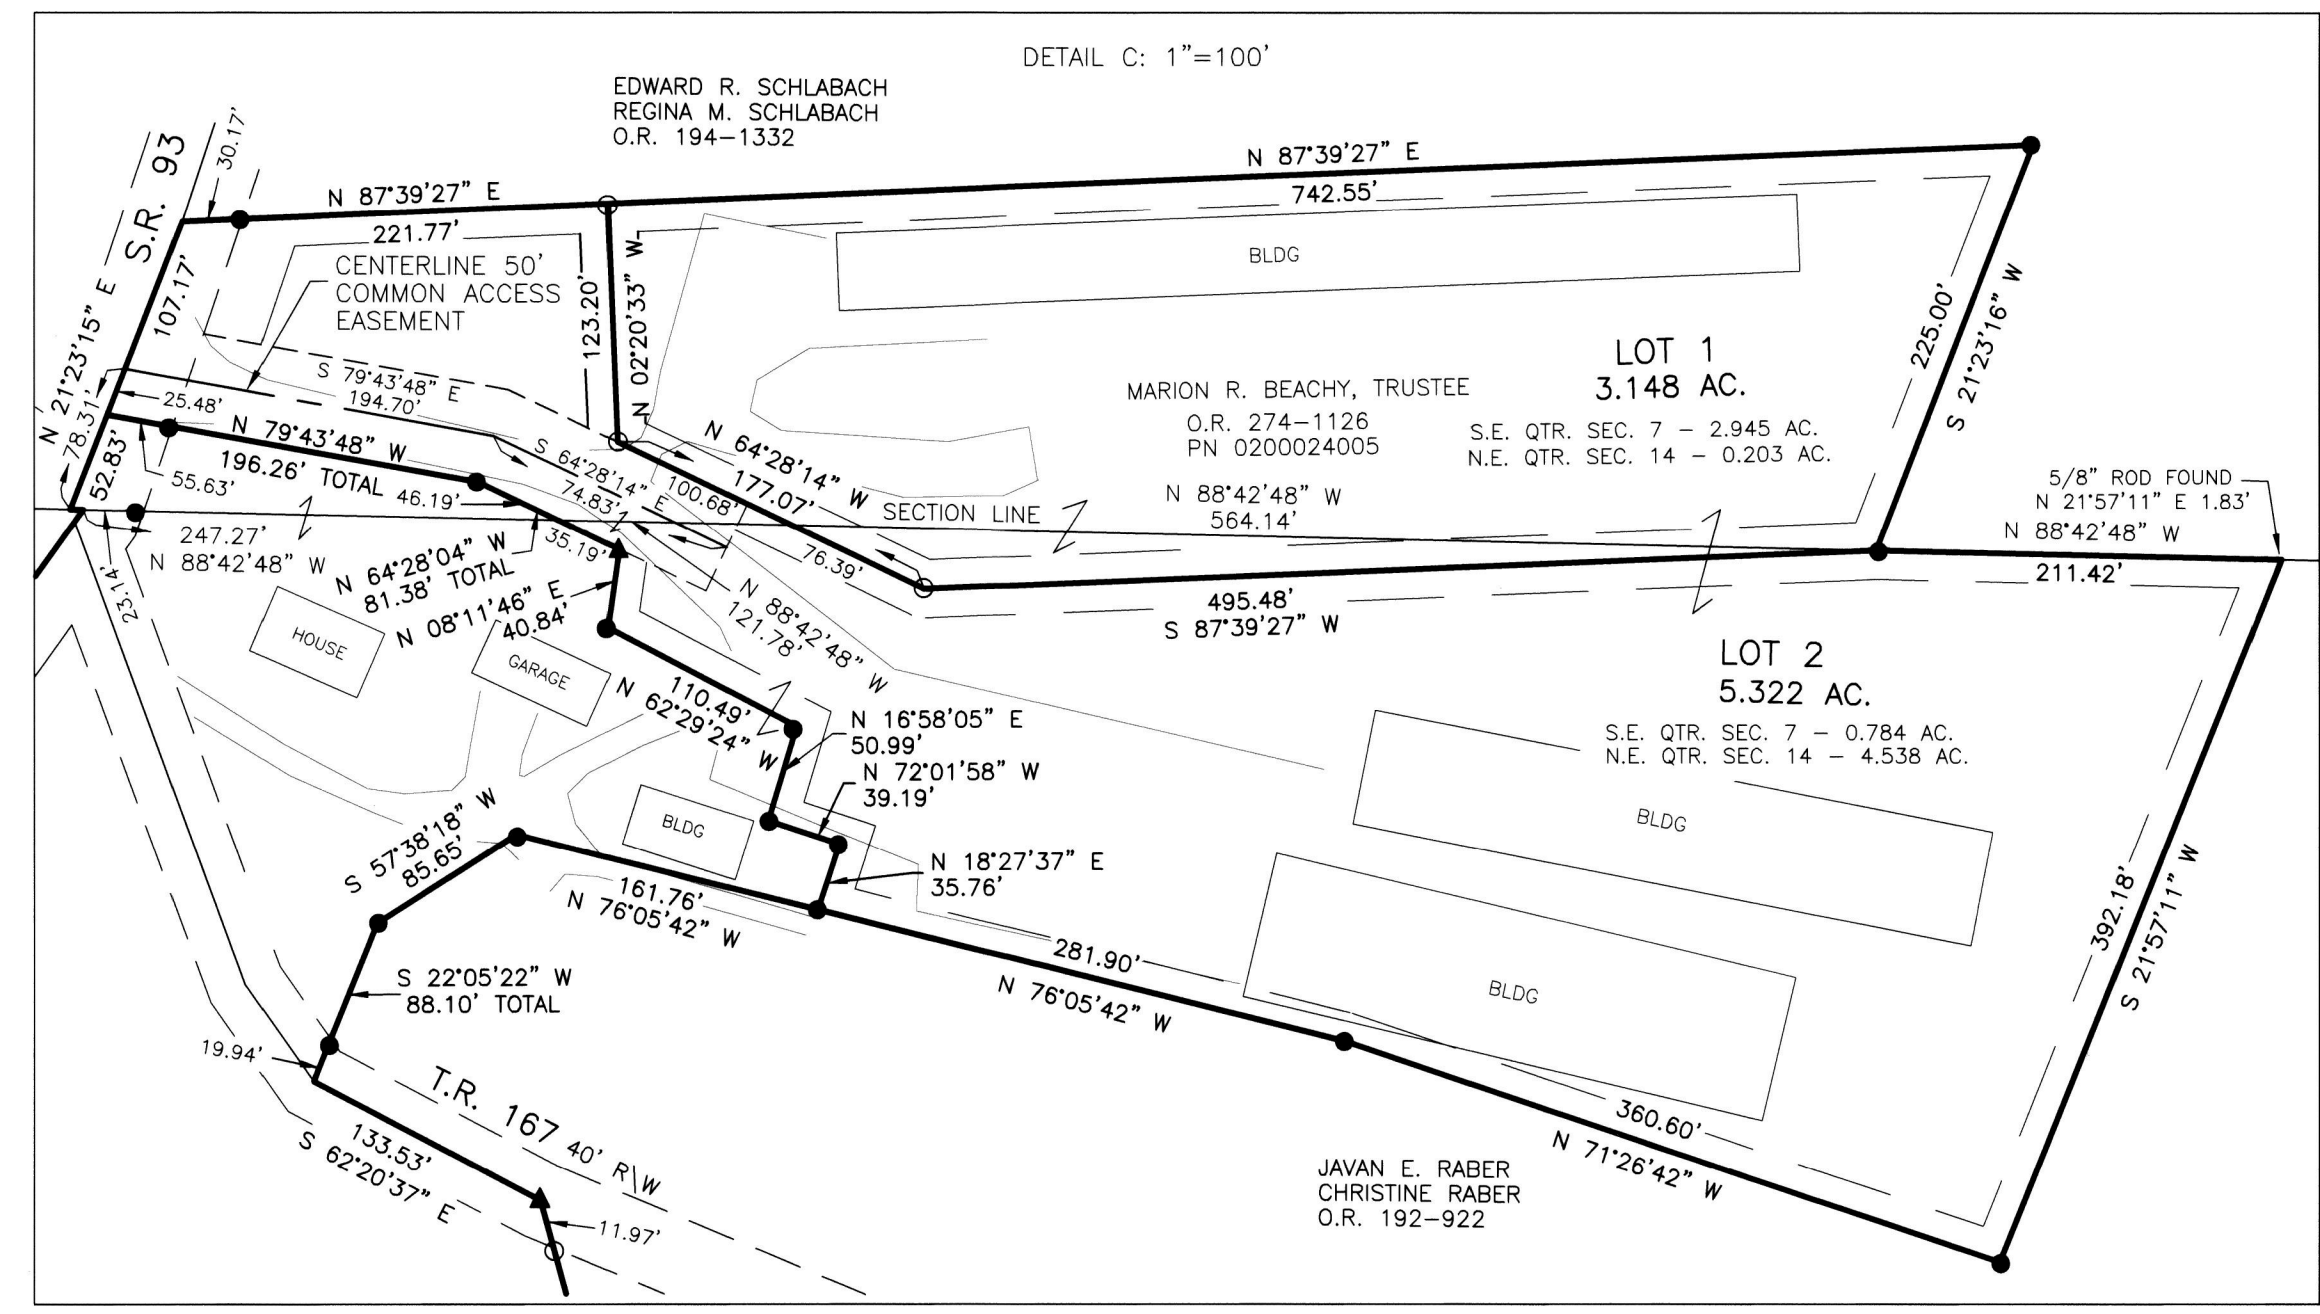 DETAIL C: 1”=100’
EDWARD R. SCHLABACH
REGINA M. SCHLABACH
O.R. 194–1332
S.R. 93
30.17’
N 87°39’27” E
221.77’
N 87°39’27” E
742.55’
CENTERLINE 50’
COMMON ACCESS
EASEMENT
N 21°23’15” E
107.17’
78.31’
25.48’
52.83’
55.63’
S 79°43’48” E
194.70’
N 79°43’48” W
196.26’ TOTAL
123.20’
N 02°20’33” W
BLDG
LOT 1
3.148 AC.
S.E. QTR. SEC. 7 – 2.945 AC.
N.E. QTR. SEC. 14 – 0.203 AC.
MARION R. BEACHY, TRUSTEE
O.R. 274–1126
PN 0200024005
225.00’
S 21°23’16” W
N 64°28’14” W
177.07’
100.68’
76.39’
S 64°28’14” E
74.83’
46.19’
35.19’
SECTION LINE
N 88°42’48” W
564.14’
5/8” ROD FOUND
N 21°57’11” E 1.83’
N 88°42’48” W
211.42’
247.27’
N 88°42’48” W
23.14’
N 64°28’04” W
81.38’ TOTAL
N 08°11’46” E
40.84’
N 88°42’48” W
121.78’
495.48’
S 87°39’27” W
HOUSE
GARAGE
110.49’
N 62°29’24” W
N 16°58’05” E
50.99’
N 72°01’58” W
39.19’
LOT 2
5.322 AC.
S.E. QTR. SEC. 7 – 0.784 AC.
N.E. QTR. SEC. 14 – 4.538 AC.
BLDG
BLDG
BLDG
S 57°38’18” W
85.65’
N 18°27’37” E
35.76’
161.76’
N 76°05’42” W
281.90’
N 76°05’42” W
392.18’
S 21°57’11” W
S 22°05’22” W
88.10’ TOTAL
19.94’
T.R. 167 40’ R\W
133.53’
S 62°20’37” E
11.97’
360.60’
N 71°26’42” W
JAVAN E. RABER
CHRISTINE RABER
O.R. 192–922